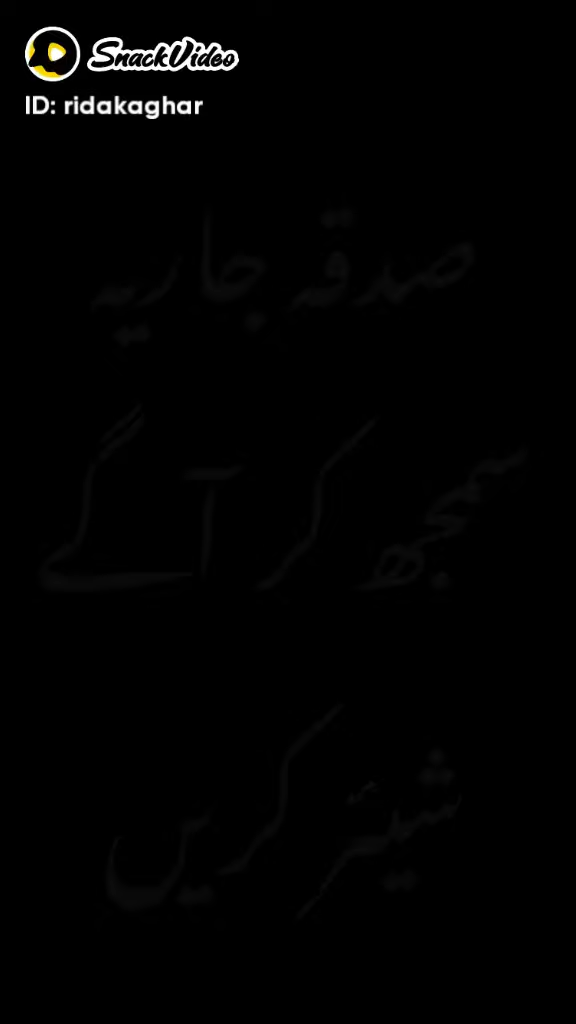 SnackVideo
ID: ridakaghar
صدقہ جاریہ
سمجھ کر آگے
شیئر کریں